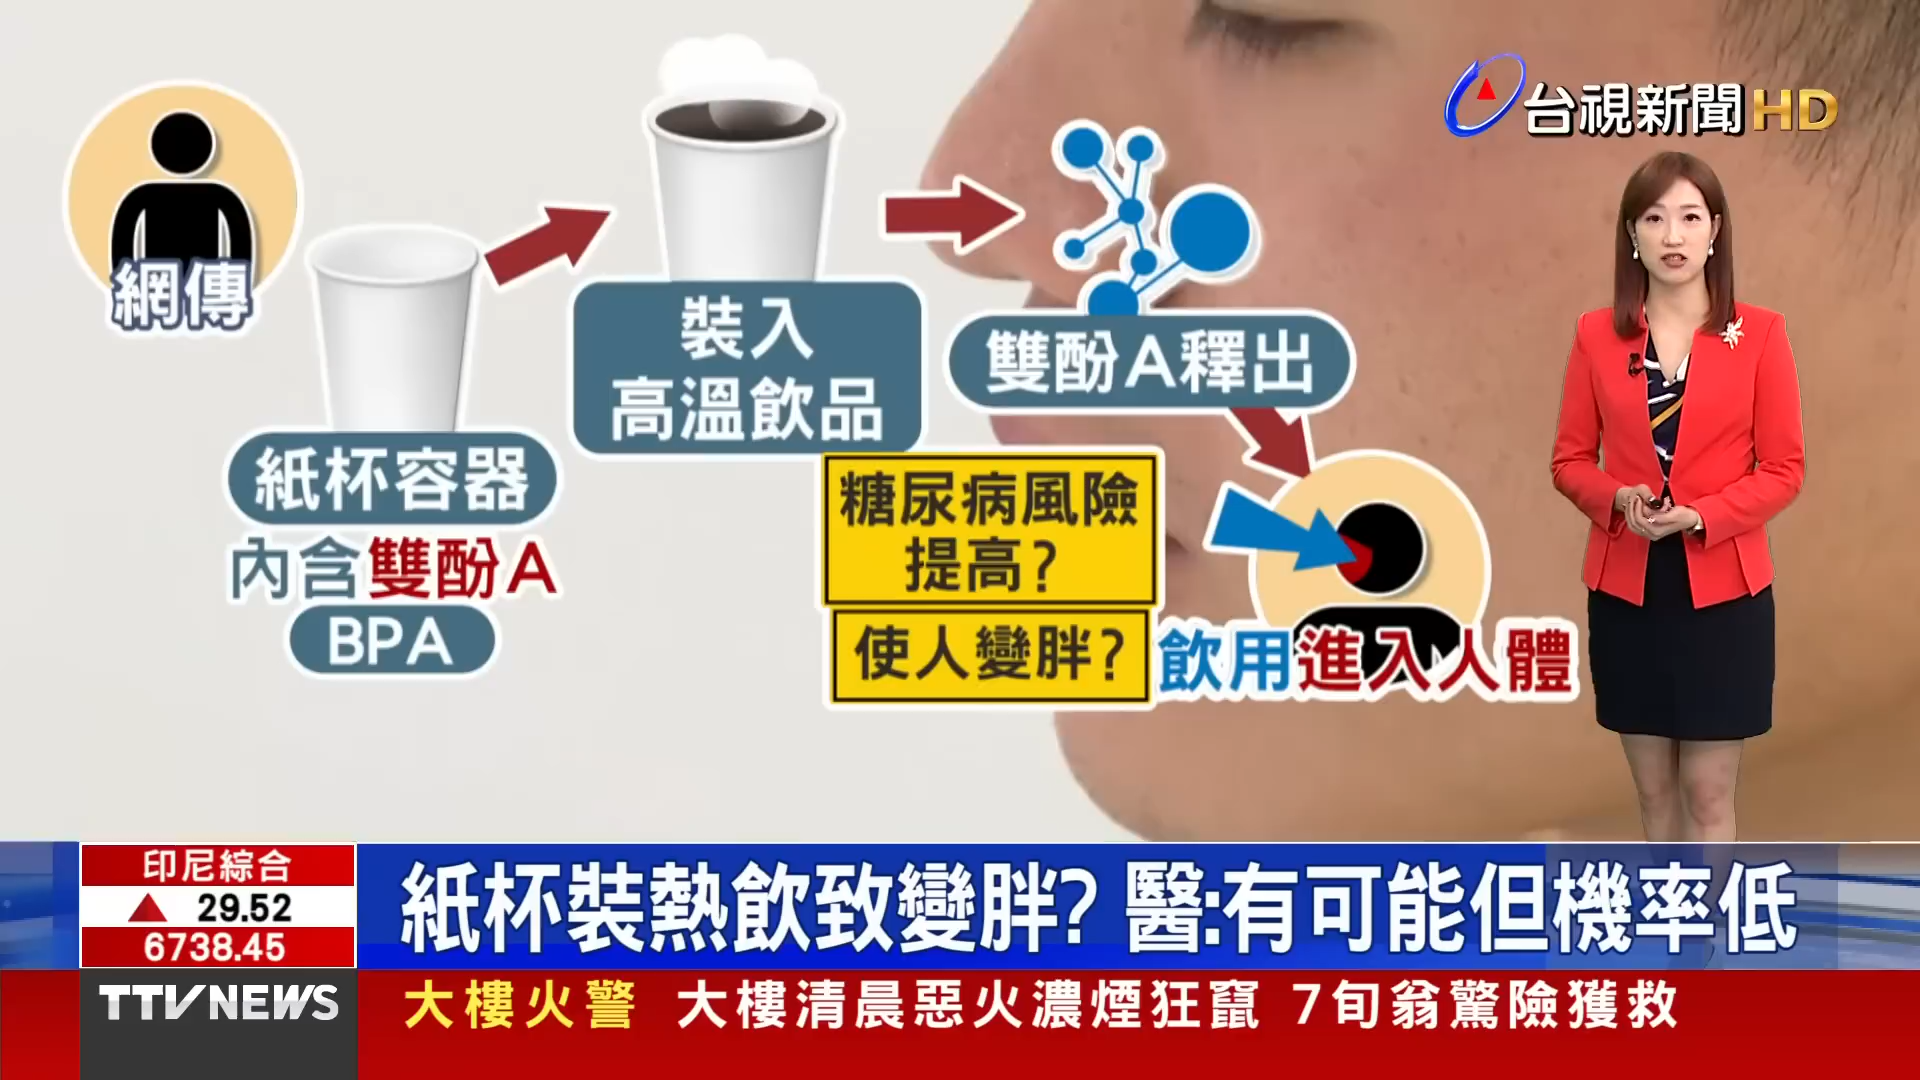 台視新聞HD
網傳
紙杯容器
內含雙酚A
BPA
裝入
高溫飲品
雙酚A釋出
糖尿病風險
提高?
使人變胖?
飲用進入人體
印尼綜合
▲ 29.52
6738.45
紙杯裝熱飲致變胖? 醫:有可能但機率低
TTV NEWS
大樓火警 大樓清晨惡火濃煙狂竄 7旬翁驚險獲救